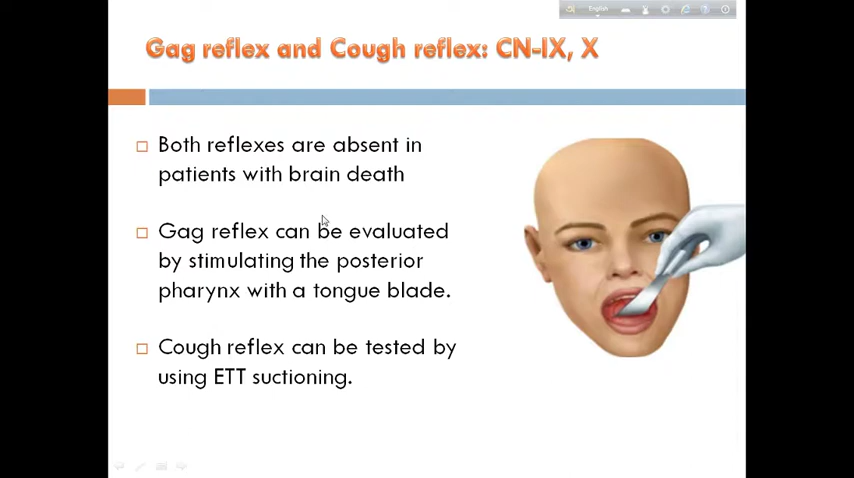 English
Gag reflex and Cough reflex: CN-IX, X
Both reflexes are absent in
patients with brain death
Gag reflex can be evaluated
by stimulating the posterior
pharynx with a tongue blade.
Cough reflex can be tested by
using ETT suctioning.